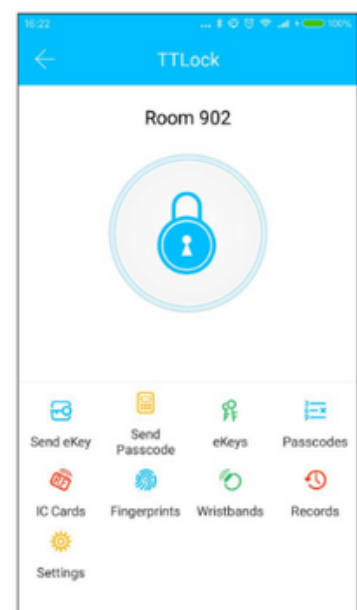 16:22 ... 100%
TTLock
Room 902
Send eKey
Send
Passcode
eKeys
Passcodes
IC Cards
Fingerprints
Wristbands
Records
Settings